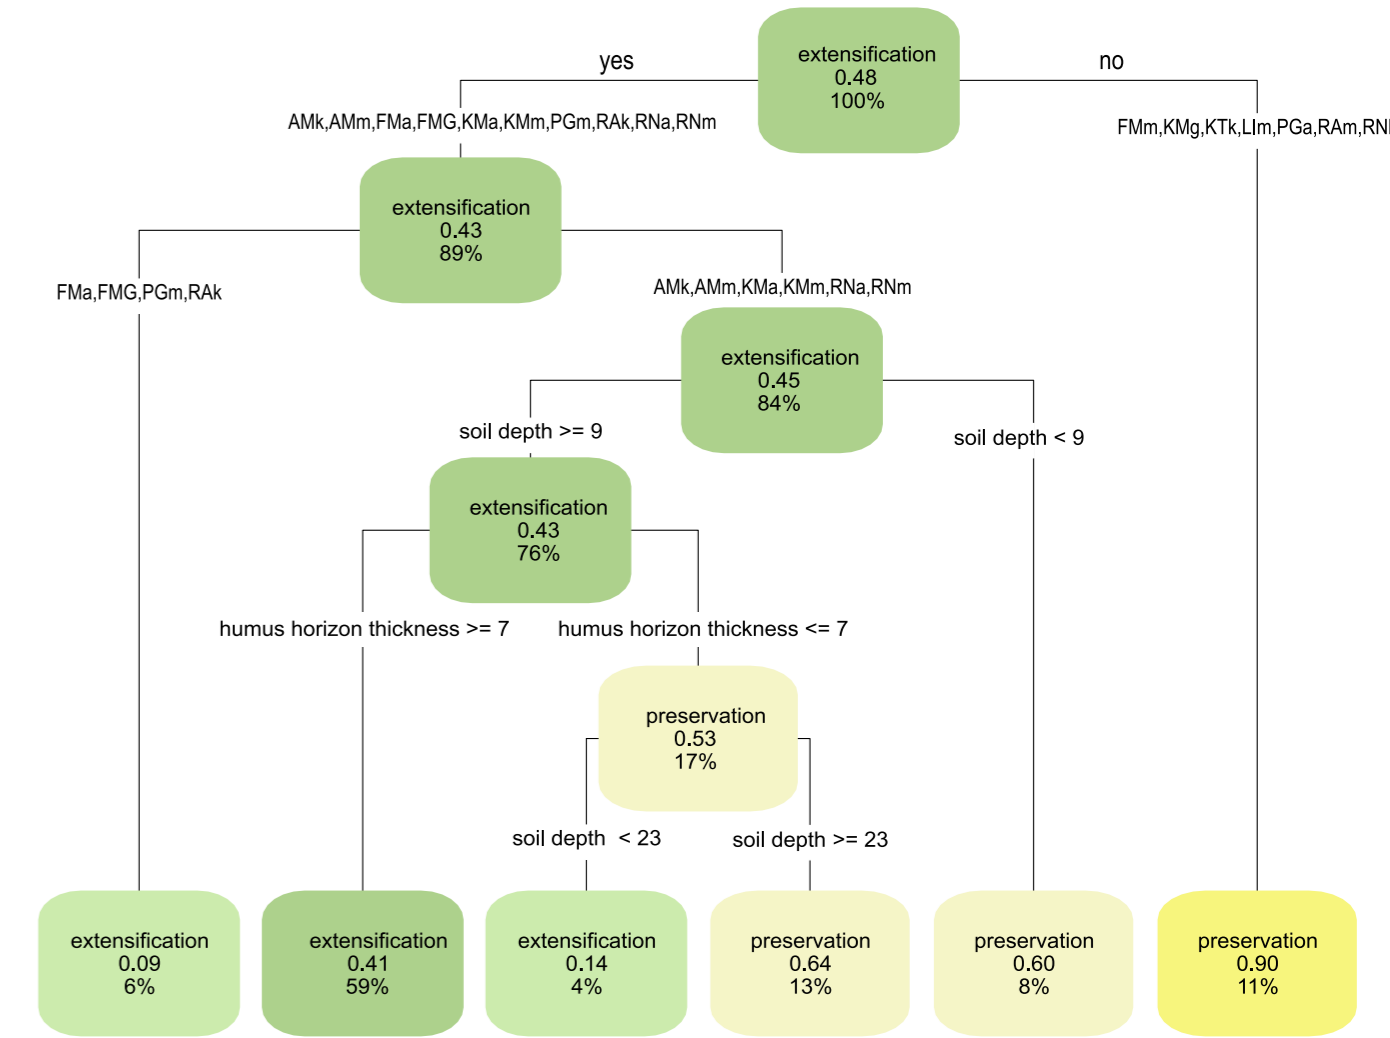 extensification
0.48
100%
yes
no
AMk,AMm,FMa,FMG,KMa,KMm,PGm,RAk,RNa,RNm
FMm,KMg,KTk,LIm,PGa,RAm,
extensification
0.43
89%
FMa,FMG,PGm,RAk
AMk,AMm,KMa,KMm,RNa,RNm
extensification
0.45
84%
soil depth >= 9
soil depth < 9
extensification
0.43
76%
humus horizon thickness >= 7
humus horizon thickness <= 7
preservation
0.53
17%
soil depth < 23
soil depth >= 23
extensification
0.09
6%
extensification
0.41
59%
extensification
0.14
4%
preservation
0.64
13%
preservation
0.60
8%
preservation
0.90
11%